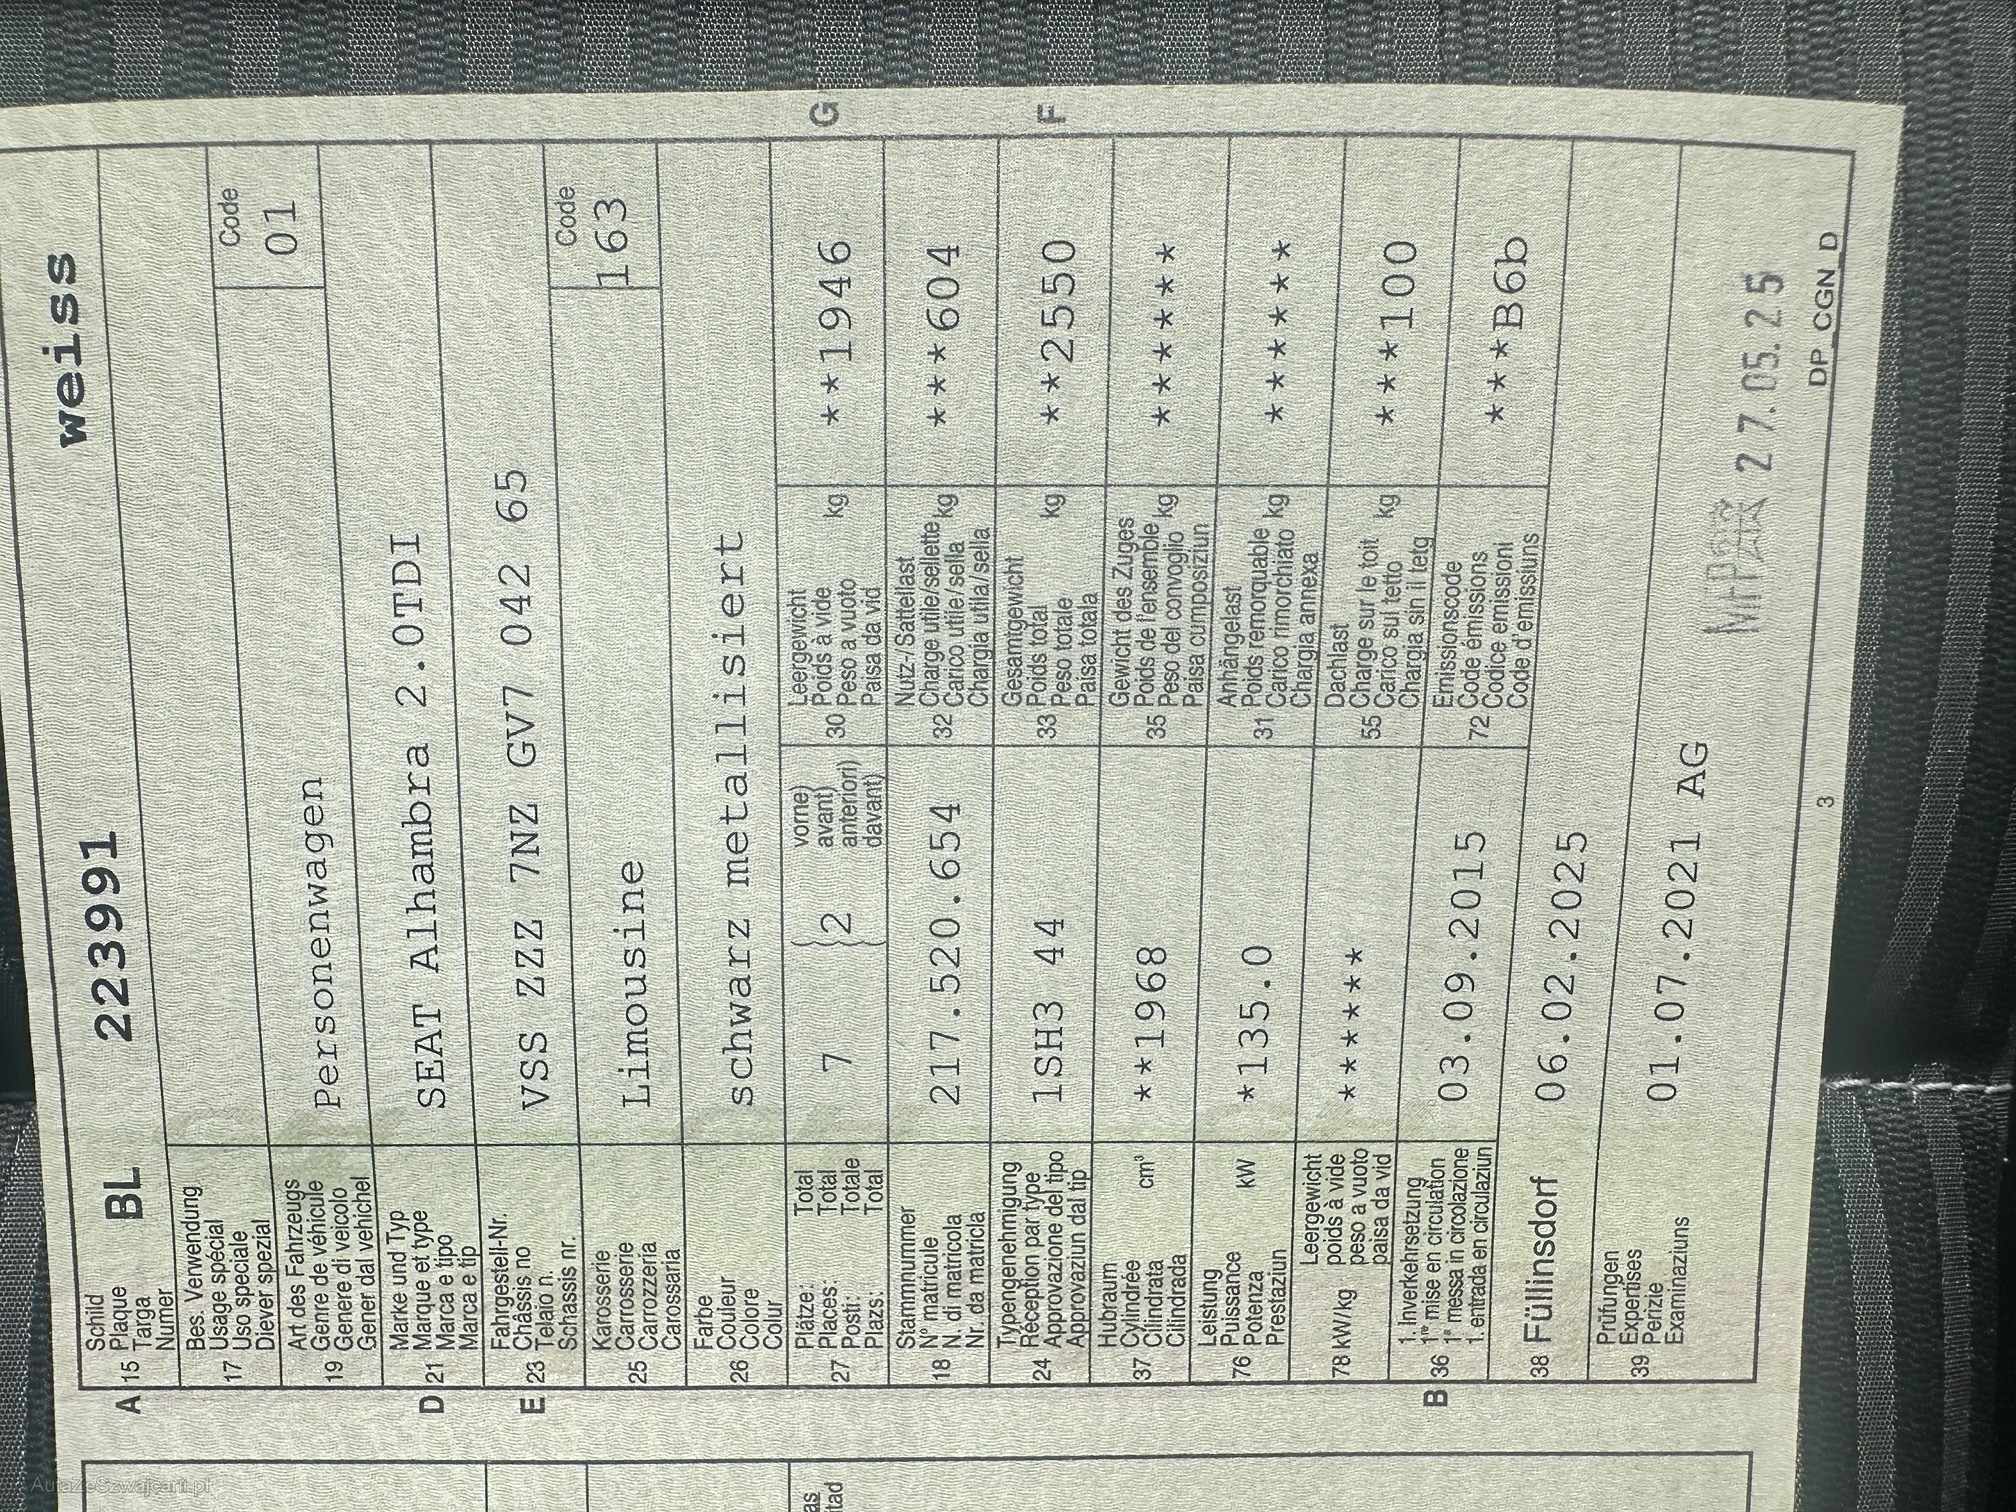 weiss
A
15
Schild
Plaque
Targa
Numer
BL 223991
17
Bes. Verwendung
Usage spécial
Uso speciale
Diever spezial
19
Art des Fahrzeugs
Genre de véhicule
Genere di veicolo
Gener dal vehichel
Personenwagen
Code
01
D
21
Marke und Typ
Marque et type
Marca e tipo
Marca e tip
SEAT Alhambra 2.0TDI
E
23
Fahrgestell-Nr.
Châssis no
Telaio n.
Schassis nr.
VSS ZZZ 7NZ GV7 042 65
25
Karosserie
Carrosserie
Carrozzeria
Carossaria
Limousine
Code
163
26
Farbe
Couleur
Colore
Colur
schwarz metallisiert
27
Plätze: Total
Places: Total
Posti: Totale
Plazs: Total
7
2
vorne)
avant)
anteriori)
davant)
30
Leergewicht
Poids à vide
Peso a vuoto
Paisa da vid
kg
**1946
G
18
Stammnummer
N° matricule
N. di matricola
Nr. da matricla
217.520.654
32
Nutz-/Sattellast
Charge utile/sellette
Carico utile/sella
Chargia utila/sella
kg
***604
24
Typengenehmigung
Réception par type
Approvazione del tipo
Approvaziun dal tip
1SH3 44
33
Gesamtgewicht
Poids total
Peso totale
Paisa totala
kg
**2550
F
37
Hubraum
Cylindrée
Cilindrata
Cilindrada
cm³
**1968
35
Gewicht des Zuges
Poids de l'ensemble
Peso del convoglio
Paisa cumposiziun
kg
******
76
Leistung
Puissance
Potenza
Prestaziun
kW
*135.0
31
Anhängelast
Poids remorquable
Carico rimorchiato
Chargia annexa
kg
******
78 kW/kg
Leergewicht
poids à vide
peso a vuoto
paisa da vid
******
55
Dachlast
Charge sur le toit
Carico sul tetto
Chargia sin il tetg
kg
***100
B
36
1. Inverkehrsetzung
1re mise en circulation
1a messa in circolazione
1. entrada en circulaziun
03.09.2015
72
Emissionscode
Code émissions
Codice emissioni
Code d'emissiuns
***B6b
38 Füllinsdorf 06.02.2025
39
Prüfungen
Expertises
Perizie
Examinaziuns
01.07.2021 AG
27.05.25
3
DP_CGN_D
as
tad
AutazeSzwajcarii.pl